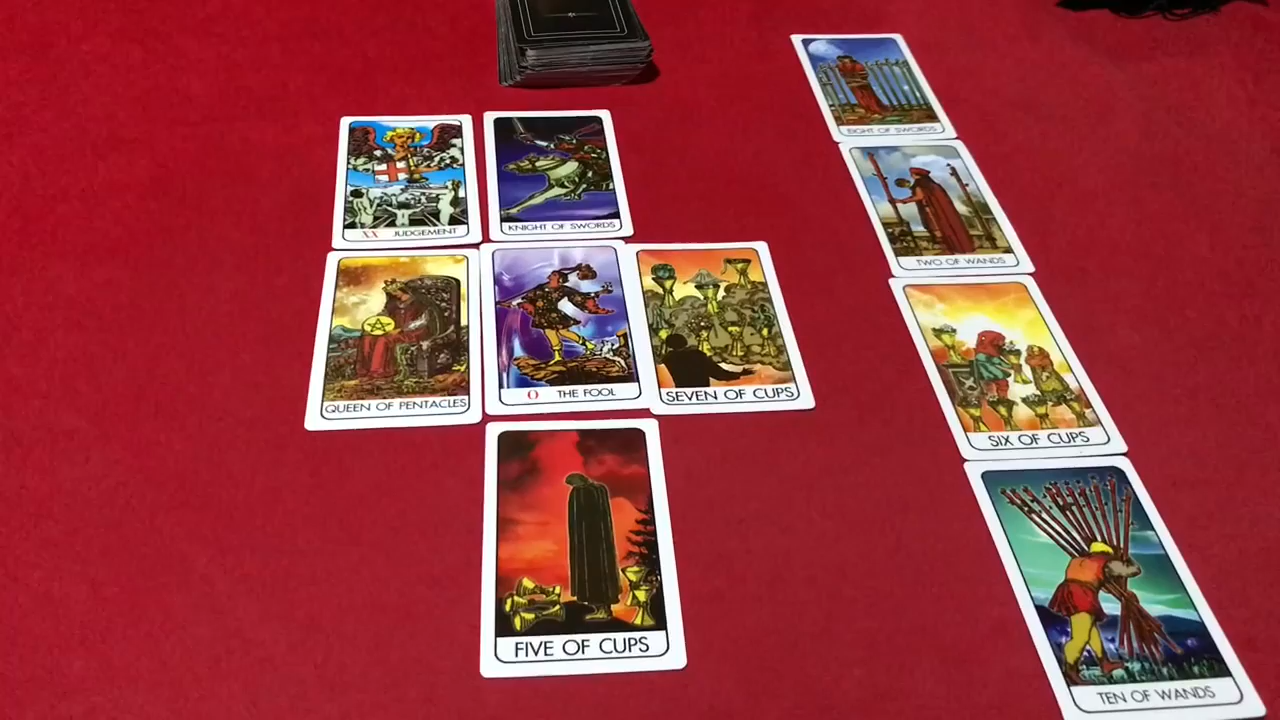 EIGHT OF SWORDS
XX JUDGEMENT
KNIGHT OF SWORDS
TWO OF WANDS
QUEEN OF PENTACLES
0 THE FOOL
SEVEN OF CUPS
SIX OF CUPS
FIVE OF CUPS
TEN OF WANDS